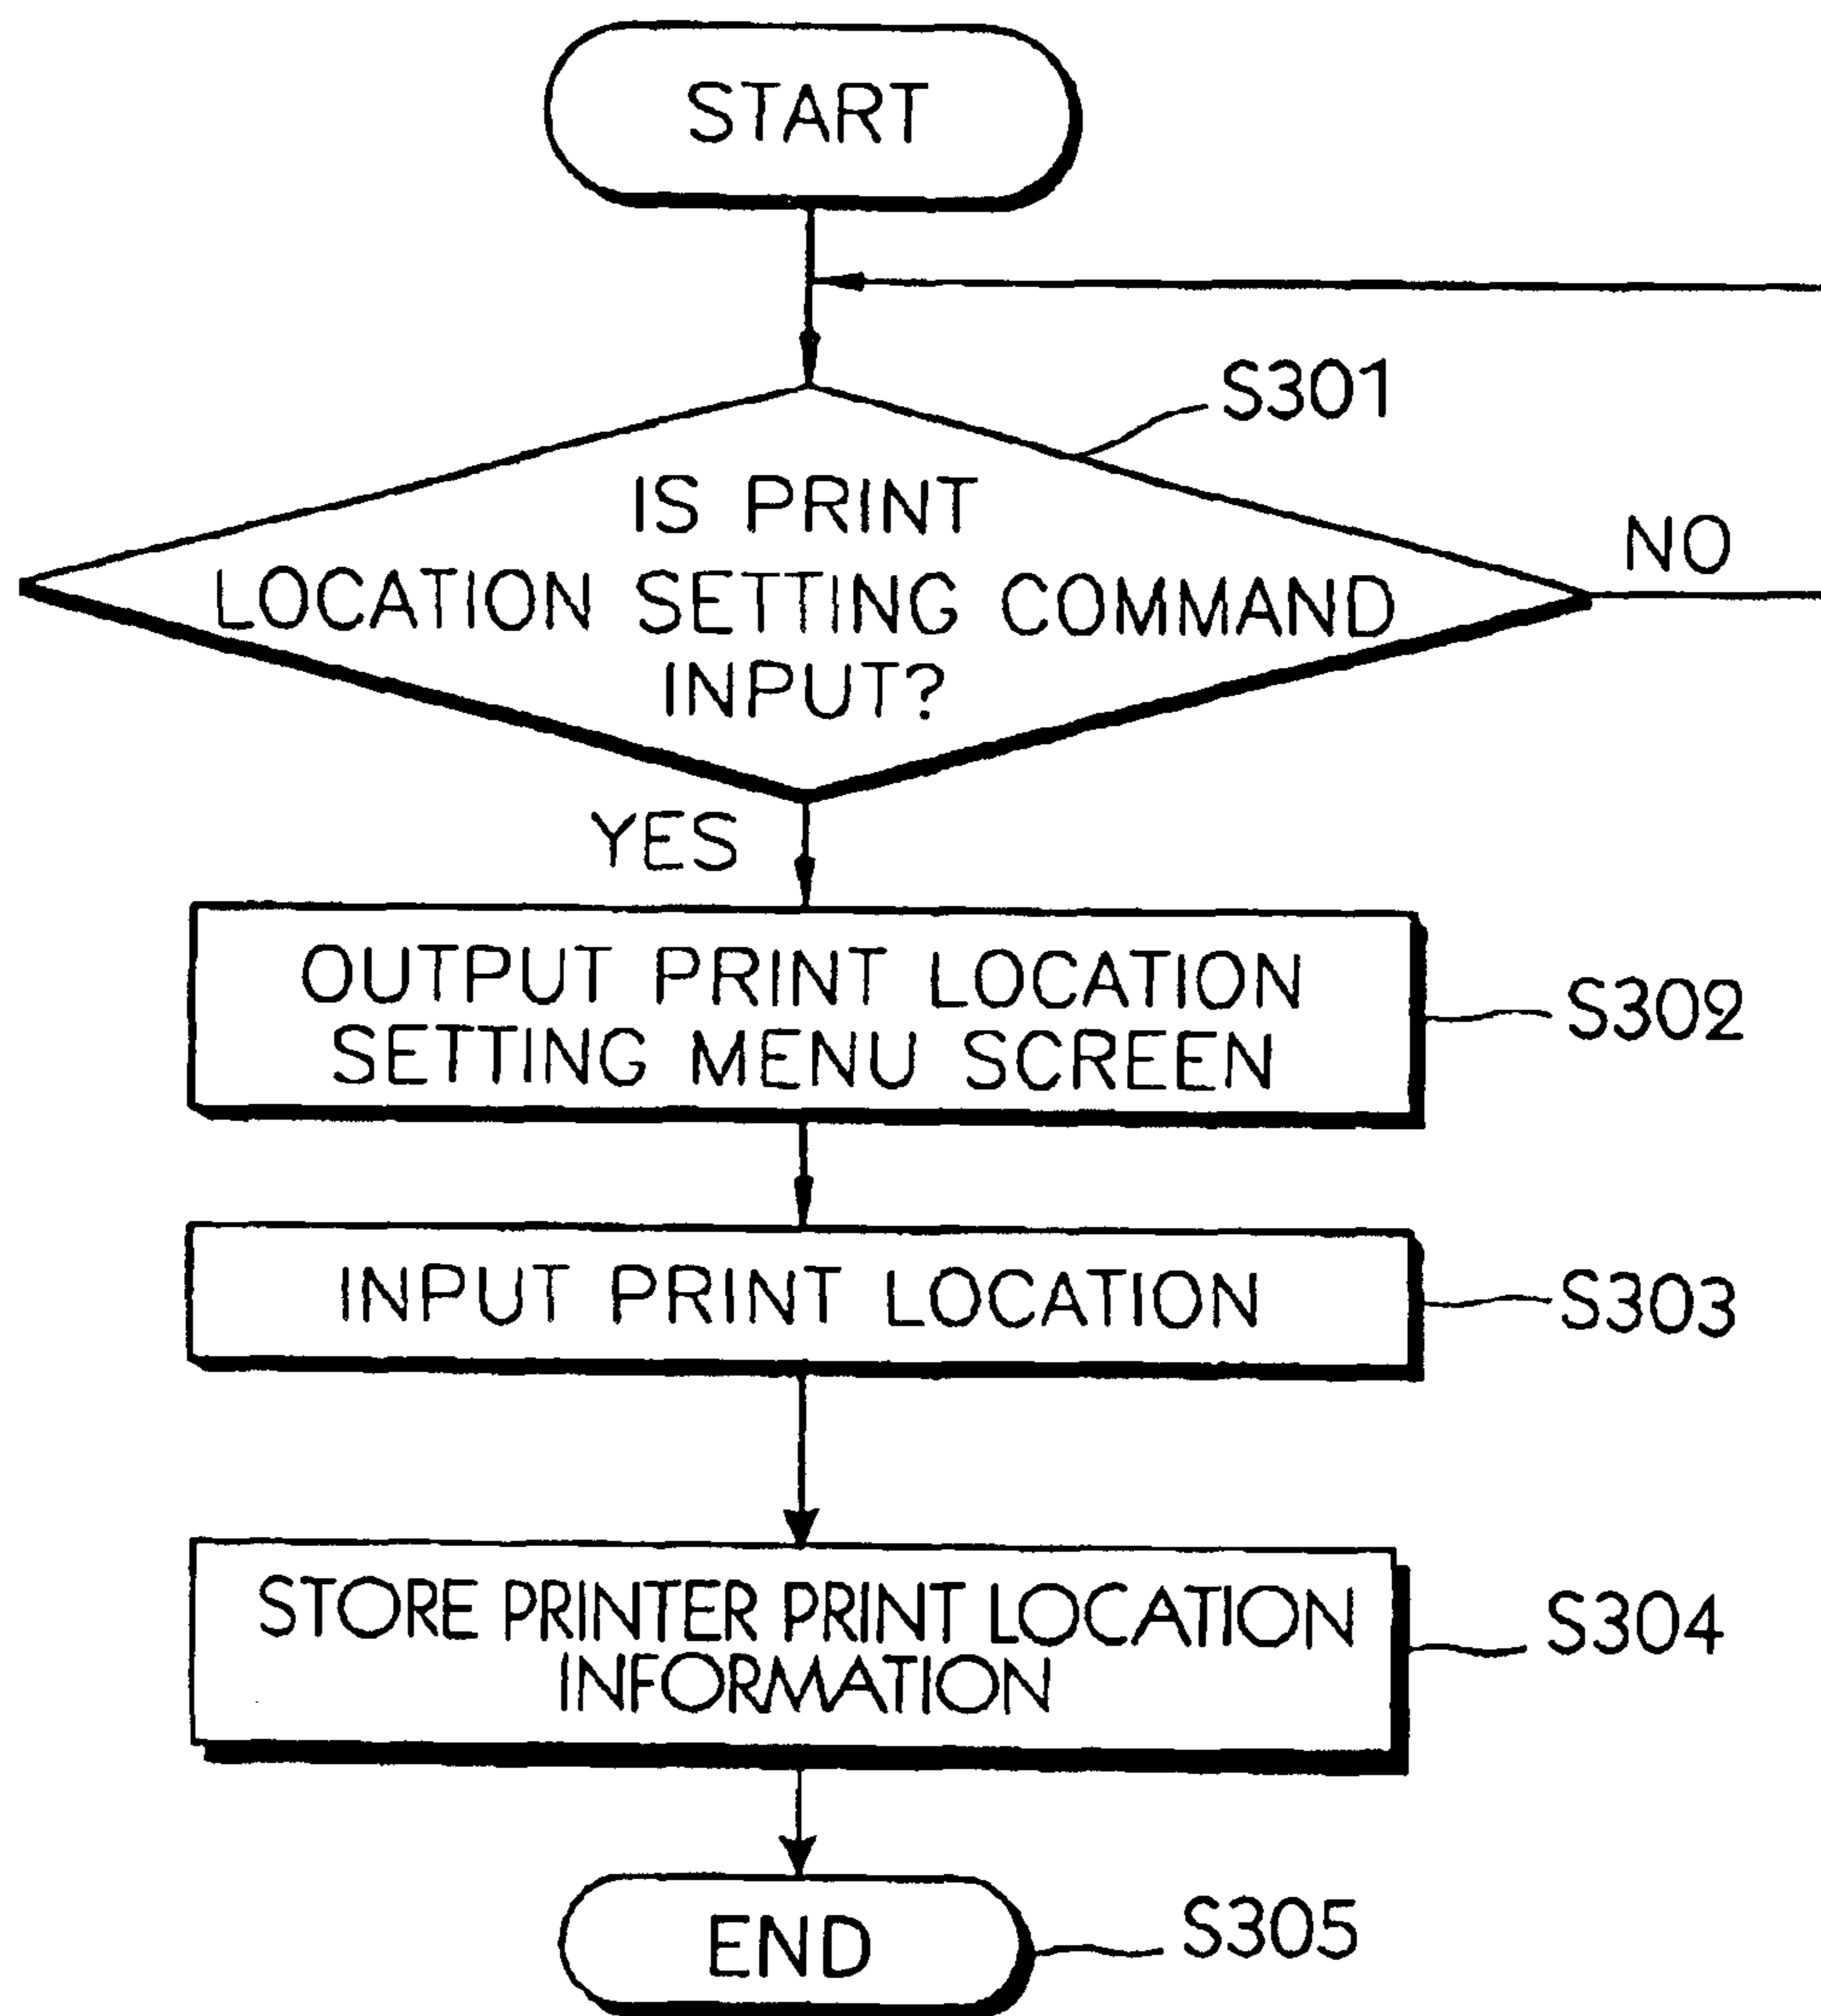 START
S301
IS PRINT
LOCATION SETTING COMMAND
INPUT?
NO
YES
OUTPUT PRINT LOCATION
SETTING MENU SCREEN
S302
INPUT PRINT LOCATION
S303
STORE PRINTER PRINT LOCATION
INFORMATION
S304
END
S305